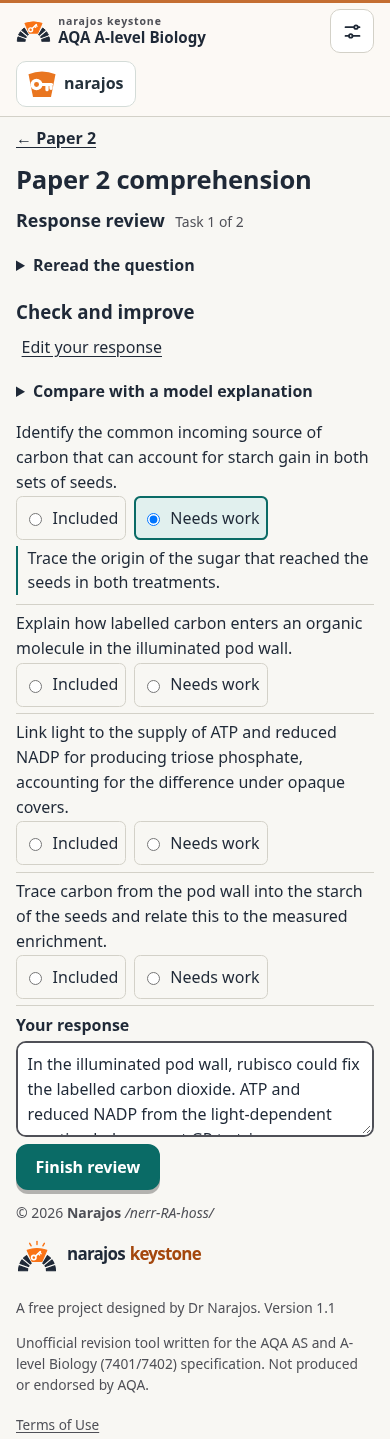 narajos keystone
AQA A-level Biology
narajos
← Paper 2
Paper 2 comprehension
Response review Task 1 of 2
Reread the question
Check and improve
Edit your response
Compare with a model explanation
Identify the common incoming source of
carbon that can account for starch gain in both
sets of seeds.
Included Needs work
Trace the origin of the sugar that reached the
seeds in both treatments.
Explain how labelled carbon enters an organic
molecule in the illuminated pod wall.
Included Needs work
Link light to the supply of ATP and reduced
NADP for producing triose phosphate,
accounting for the difference under opaque
covers.
Included Needs work
Trace carbon from the pod wall into the starch
of the seeds and relate this to the measured
enrichment.
Included Needs work
Your response
In the illuminated pod wall, rubisco could fix
the labelled carbon dioxide. ATP and
reduced NADP from the light-dependent
Finish review
© 2026 Narajos /nerr-RA-hoss/
narajos keystone
A free project designed by Dr Narajos. Version 1.1
Unofficial revision tool written for the AQA AS and A-
level Biology (7401/7402) specification. Not produced
or endorsed by AQA.
Terms of Use